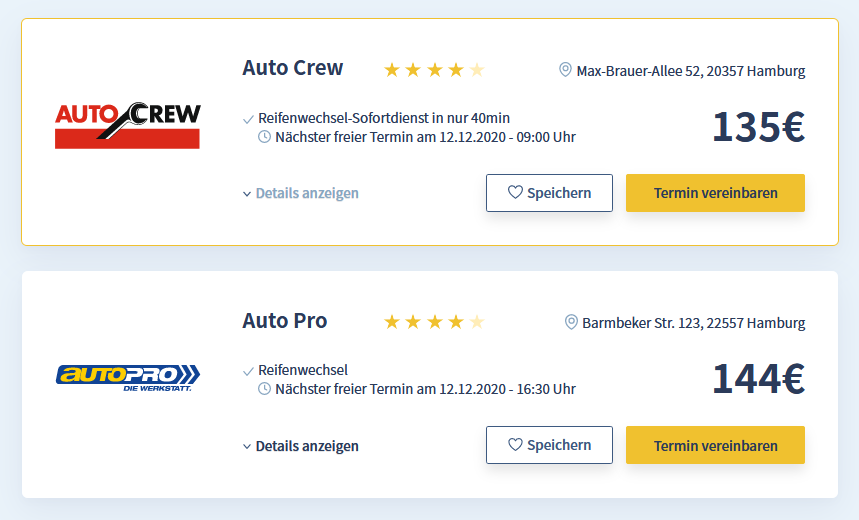 Auto Crew
Max-Brauer-Allee 52, 20357 Hamburg
AUTO CREW
Reifenwechsel-Sofortdienst in nur 40min
135€
Nächster freier Termin am 12.12.2020 - 09:00 Uhr
Details anzeigen
Speichern
Termin vereinbaren
Auto Pro
Barmbeker Str. 123, 22557 Hamburg
autoPRO
DIE WERKSTATT.
Reifenwechsel
144€
Nächster freier Termin am 12.12.2020 - 16:30 Uhr
Details anzeigen
Speichern
Termin vereinbaren